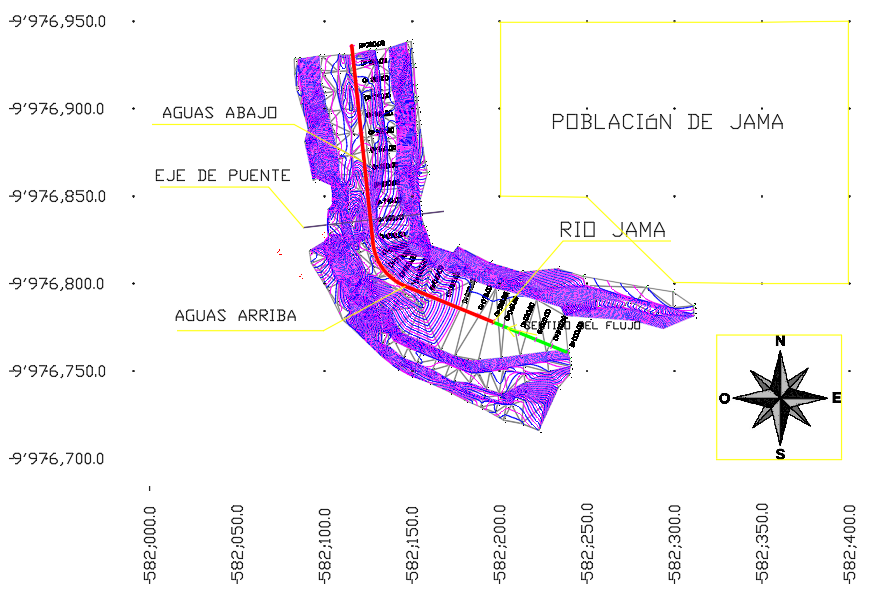 -9'976,950.0
-9'976,900.0
AGUAS ABAJO
POBLACIóN DE JAMA
EJE DE PUENTE
-9'976,850.0
RIO JAMA
-9'976,800.0
AGUAS ARRIBA
SENTIDO DEL FLUJO
N
-9'976,750.0
O
E
S
-9'976,700.0
-582;000.0
-582;050.0
-582;100.0
-582;150.0
-582;200.0
-582;250.0
-582;300.0
-582;350.0
-582;400.0